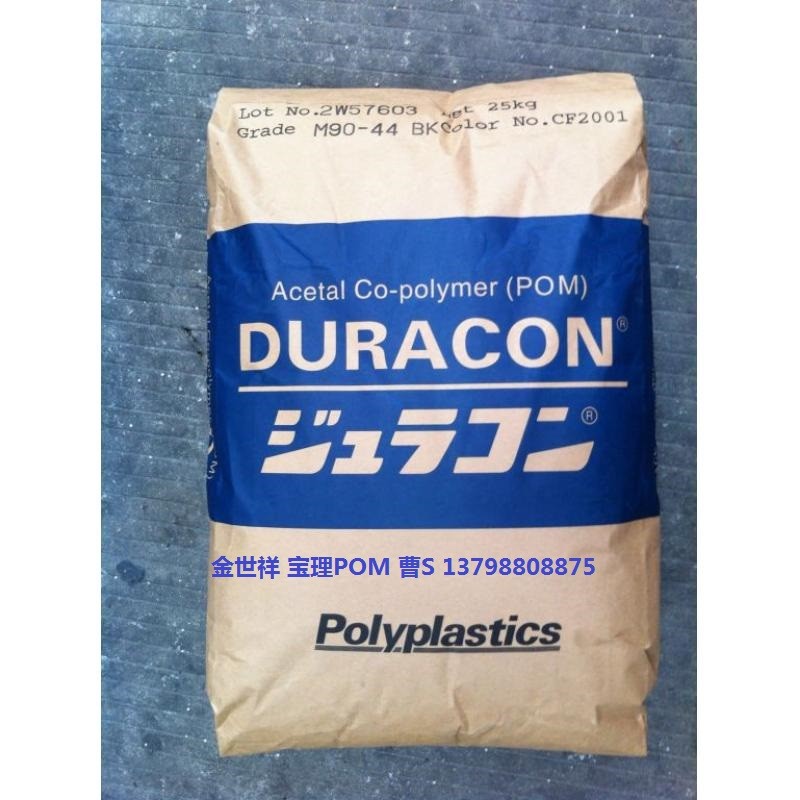 Lot No.2W57603 Net 25kg
Grade M90-44 BK Color No.CF2001
Acetal Co-polymer (POM)
DURACON®
ジュラコン®
金世祥 宝理POM 曹S 13798808875
Polyplastics